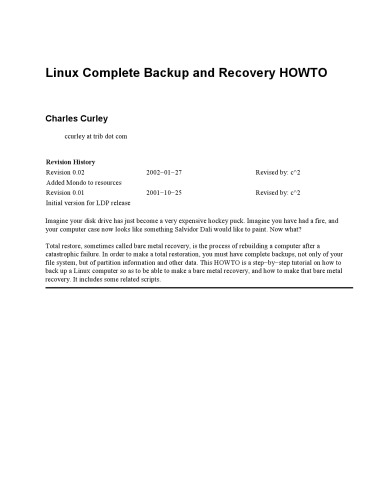 Linux Complete Backup and Recovery HOWTO
Charles Curley
ccurley at trib dot com
Revision History
Revision 0.02 2002−01−27 Revised by: c^2
Added Mondo to resources
Revision 0.01 2001−10−25 Revised by: c^2
Initial version for LDP release
Imagine your disk drive has just become a very expensive hockey puck. Imagine you have had a fire, and
your computer case now looks like something Salvidor Dali would like to paint. Now what?
Total restore, sometimes called bare metal recovery, is the process of rebuilding a computer after a
catastrophic failure. In order to make a total restoration, you must have complete backups, not only of your
file system, but of partition information and other data. This HOWTO is a step−by−step tutorial on how to
back up a Linux computer so as to be able to make a bare metal recovery, and how to make that bare metal
recovery. It includes some related scripts.